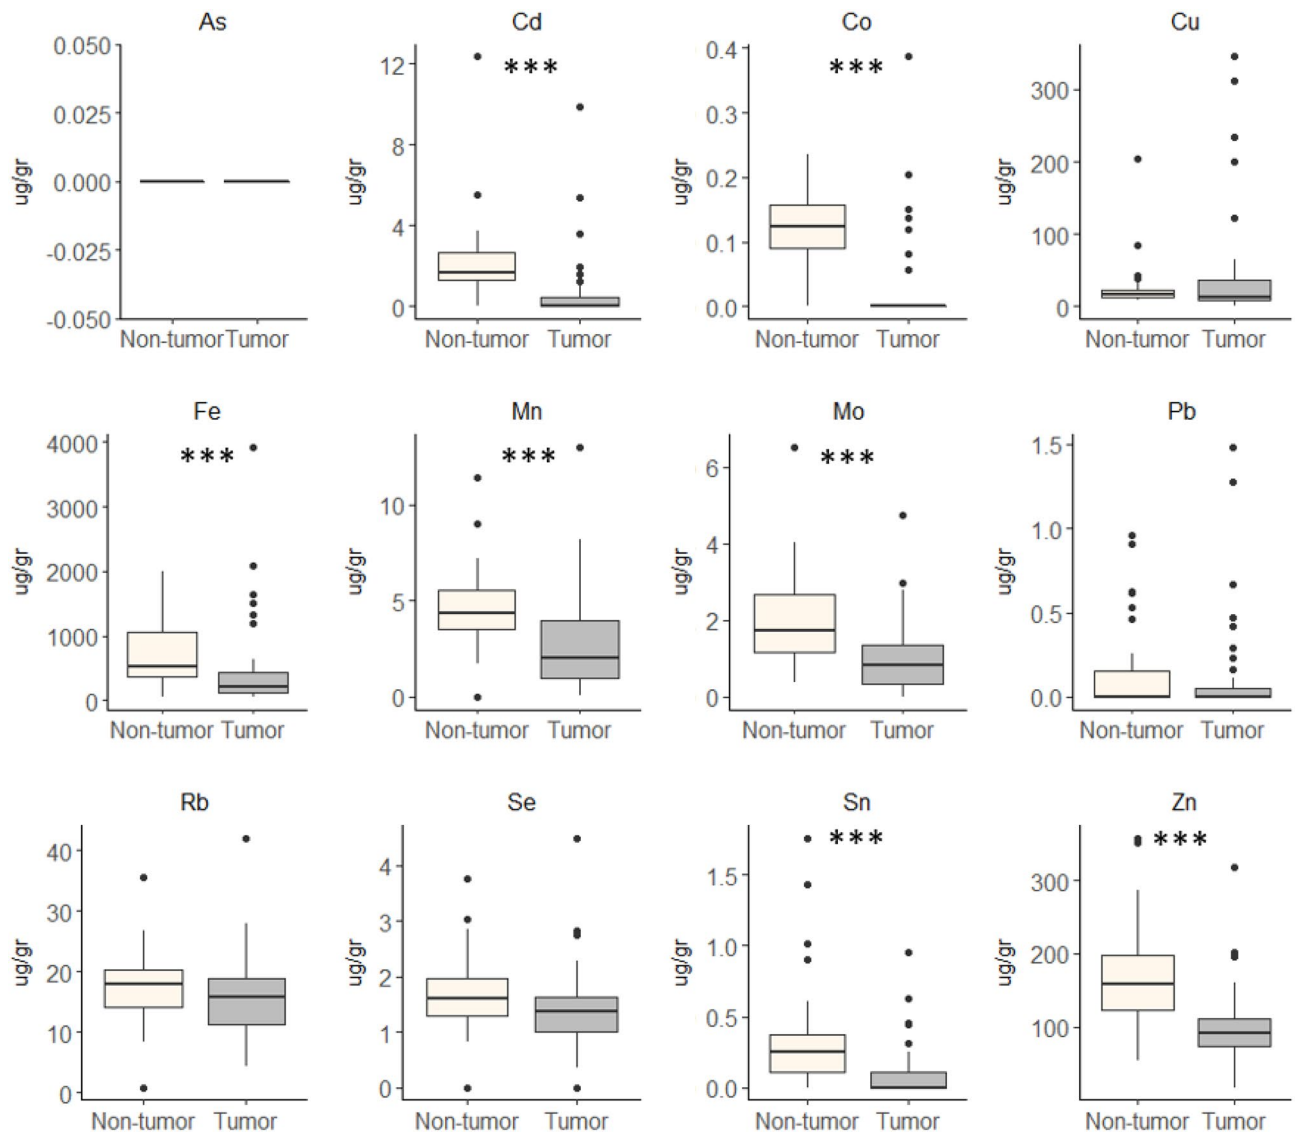 As
Cd
Co
Cu
0.050
0.025
0.000
-0.025
-0.050
ug/gr
Non-tumor Tumor
12
8
4
0
ug/gr
***
Non-tumor Tumor
0.4
0.3
0.2
0.1
0.0
ug/gr
***
Non-tumor Tumor
300
200
100
0
ug/gr
Non-tumor Tumor
Fe
Mn
Mo
Pb
4000
3000
2000
1000
0
ug/gr
***
Non-tumor Tumor
10
5
0
ug/gr
***
Non-tumor Tumor
6
4
2
0
ug/gr
***
Non-tumor Tumor
1.5
1.0
0.5
0.0
ug/gr
Non-tumor Tumor
Rb
Se
Sn
Zn
40
30
20
10
0
ug/gr
Non-tumor Tumor
4
3
2
1
0
ug/gr
Non-tumor Tumor
1.5
1.0
0.5
0.0
ug/gr
***
Non-tumor Tumor
300
200
100
ug/gr
***
Non-tumor Tumor